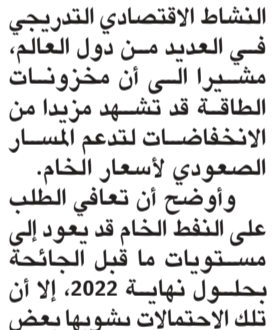 النشاط الاقتصادي التدريجي
في العديد من دول العالم،
مشيرا الى أن مخزونات
الطاقة قد تشهد مزيدا من
الانخفاضات لتدعم المسار
الصعودي لأسعار الخام.
وأوضح أن تعافي الطلب
على النفط الخام قد يعود إلى
مستويات ما قبل الجائحة
بحلول نهاية 2022، إلا أن
تلك الاحتمالات يشوبها بعض